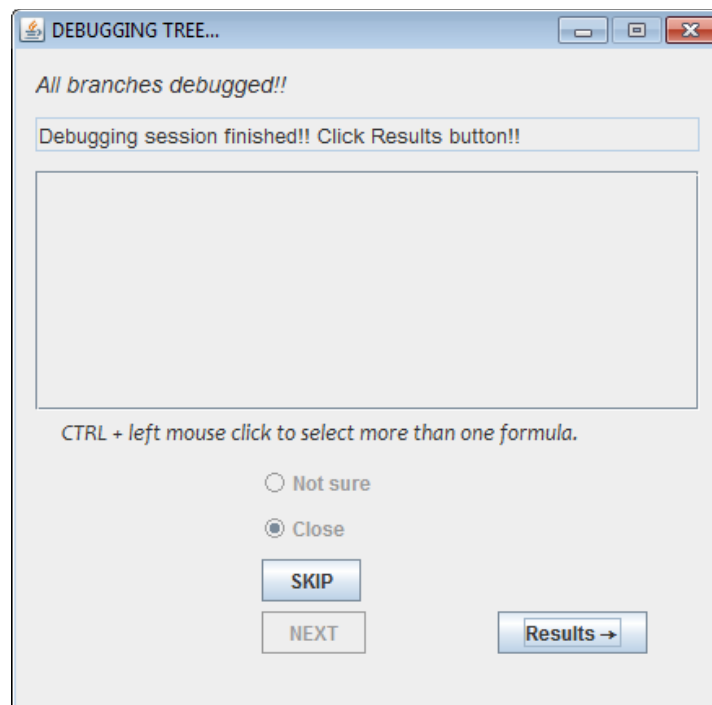 DEBUGGING TREE...
All branches debugged!!
Debugging session finished!! Click Results button!!
CTRL + left mouse click to select more than one formula.
Not sure
Close
SKIP
NEXT
Results →